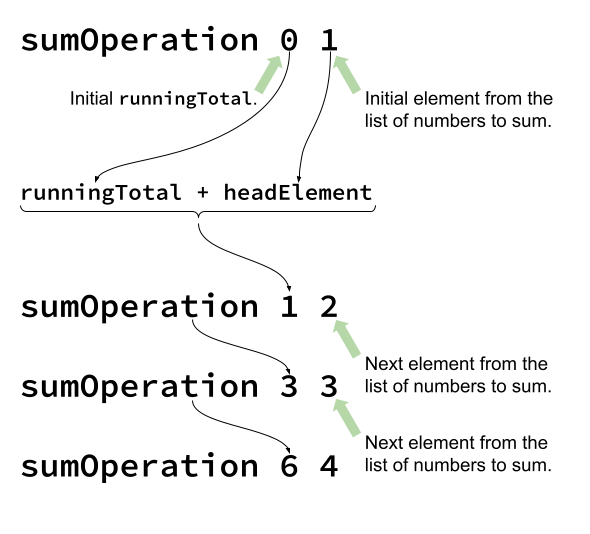 sumOperation 0 1
Initial runningTotal.
Initial element from the
list of numbers to sum.
runningTotal + headElement
sumOperation 1 2
Next element from the
list of numbers to sum.
sumOperation 3 3
Next element from the
list of numbers to sum.
sumOperation 6 4